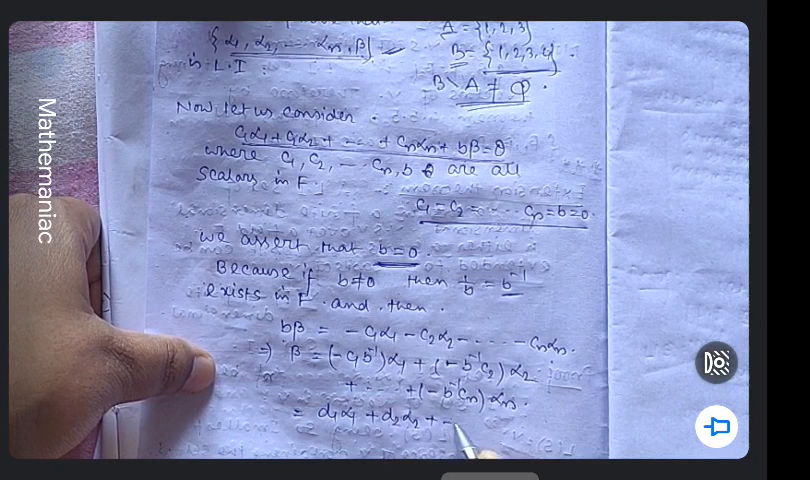 A = {1,2,3}
{α₁, α₂, --- αₙ, β}
B = {1,2,3,4}.
is L.I
B \ A ≠ φ.
Now let us consider.
c₁α₁ + c₂α₂ + --- + cₙαₙ + bβ = θ
where c₁, c₂, --- cₙ, b are all
scalars in F.
c₁ = c₂ = --- cₙ = b = 0.
we assert that b = 0.
Because if b ≠ 0 then 1/b = b⁻¹
exists in F. and then.
bβ = -c₁α₁ - c₂α₂ - --- - cₙαₙ.
⇒ β = (-c₁b⁻¹)α₁ + (-b⁻¹c₂)α₂
+ --- + (-b⁻¹cₙ)αₙ.
= d₁α₁ + d₂α₂ + -
Mathemaniac